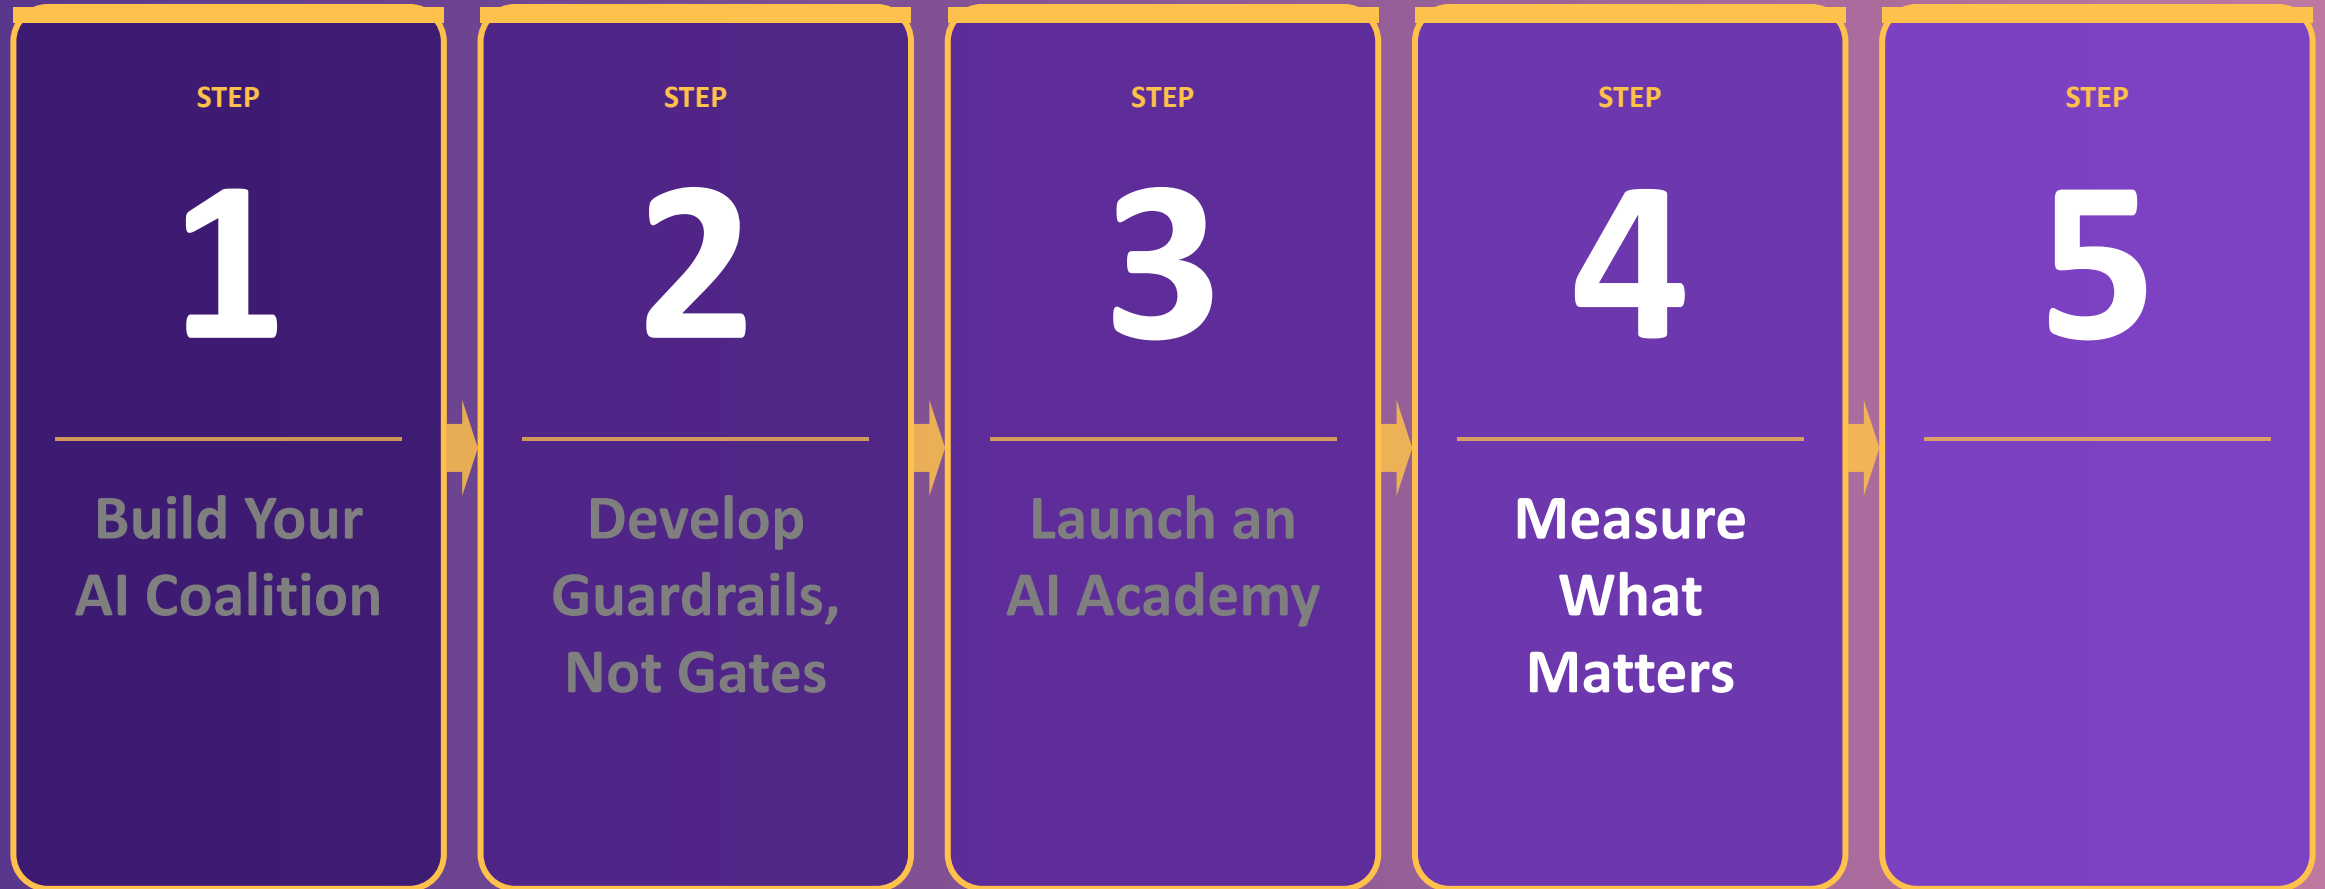 STEP
1
Build Your
AI Coalition
STEP
2
Develop
Guardrails,
Not Gates
STEP
3
Launch an
AI Academy
STEP
4
Measure
What
Matters
STEP
5